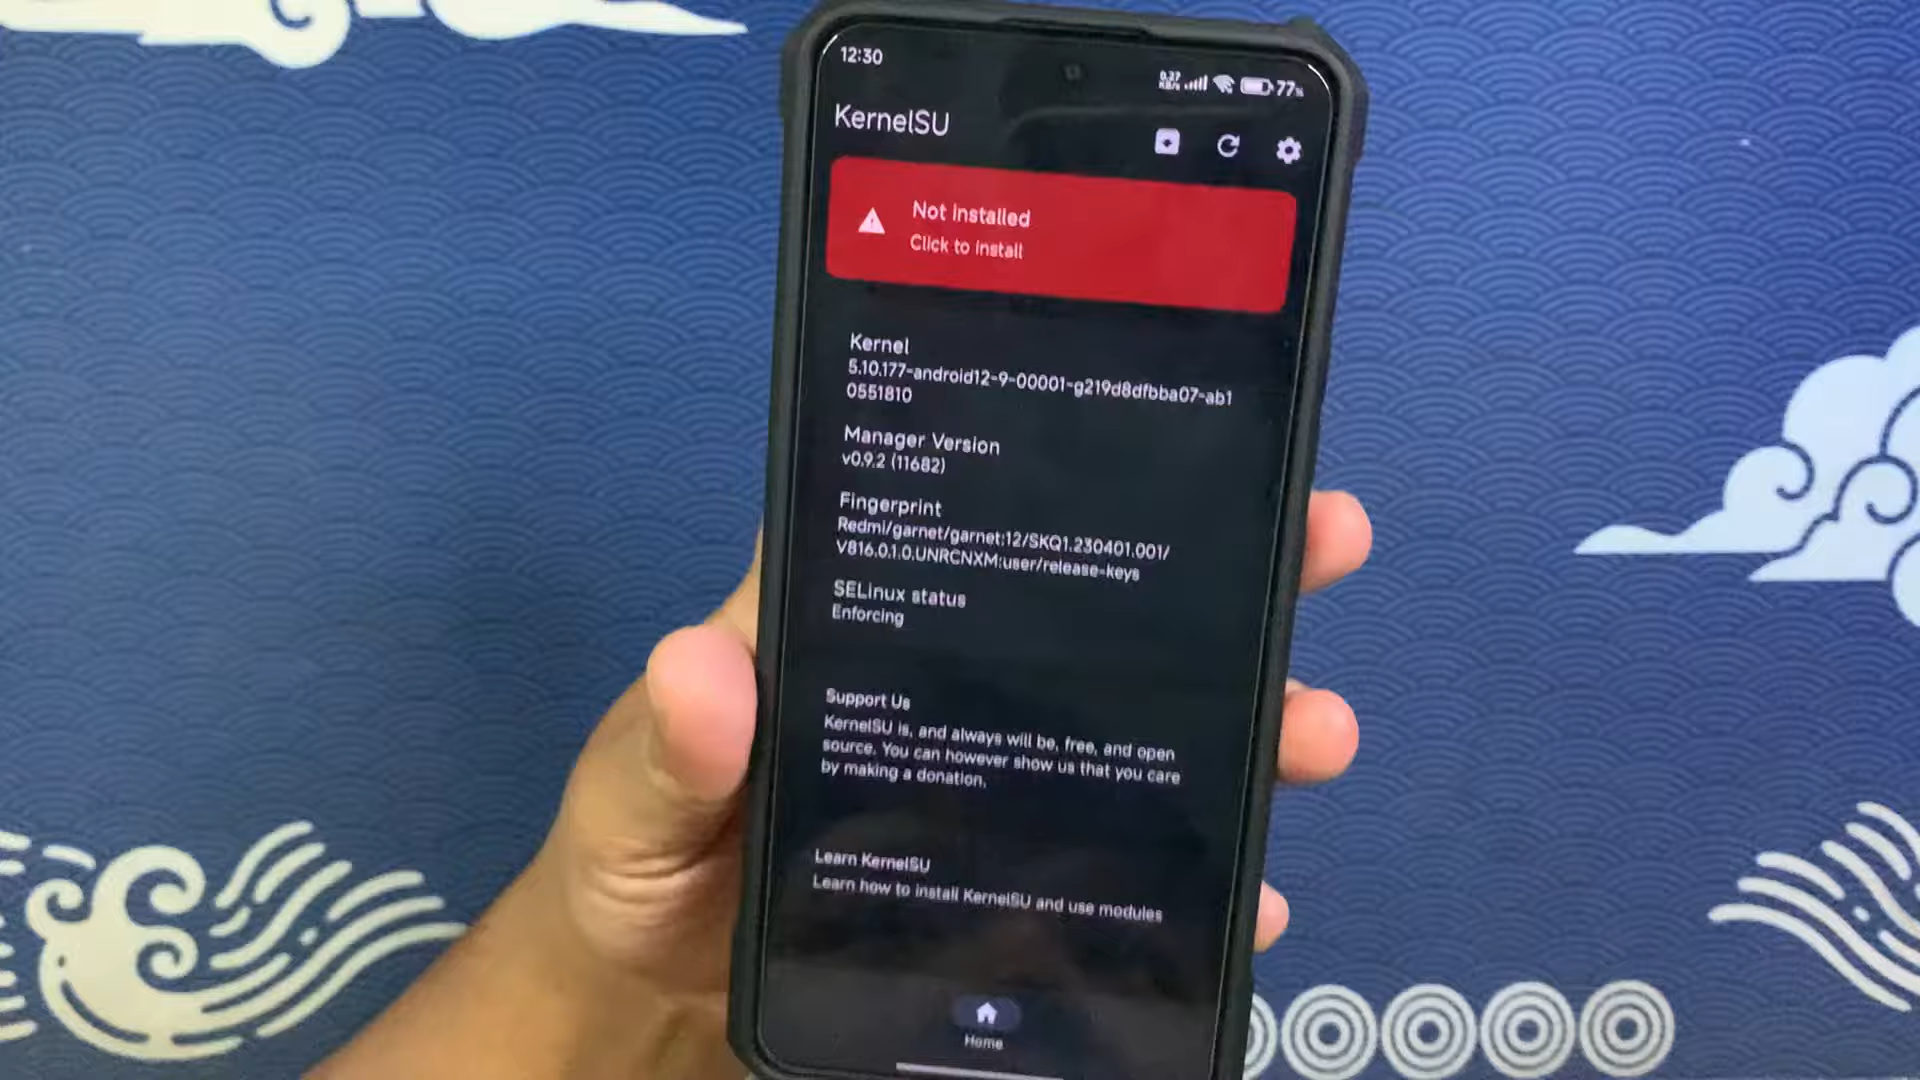 12:30
0.27
KB/s
77%
KernelSU
Not installed
Click to install
Kernel
5.10.177-android12-9-00001-g219d8dfbba07-ab1
0551810
Manager Version
v0.9.2 (11682)
Fingerprint
Redmi/garnet/garnet:12/SKQ1.230401.001/
V816.0.1.0.UNRCNXM:user/release-keys
SELinux status
Enforcing
Support Us
KernelSU is, and always will be, free, and open
source. You can however show us that you care
by making a donation.
Learn KernelSU
Learn how to install KernelSU and use modules
Home